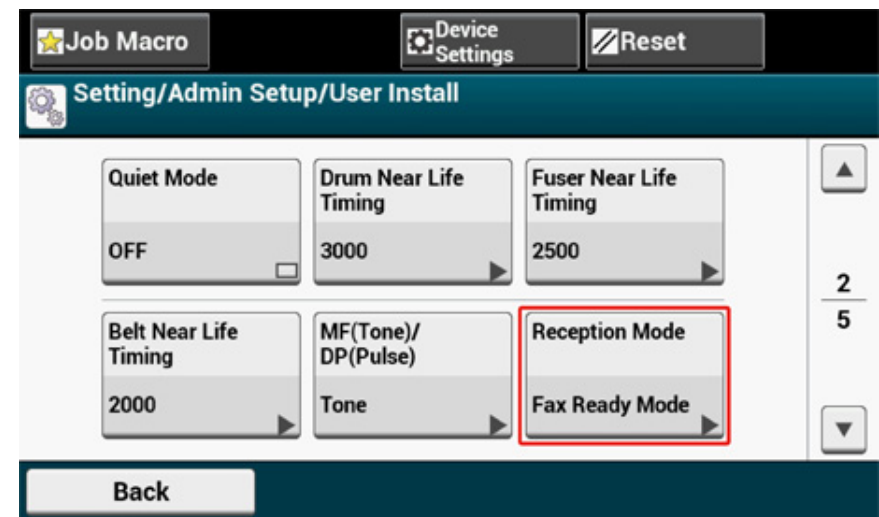 Job Macro
Device
Settings
Reset
Setting/Admin Setup/User Install
Quiet Mode
OFF
Drum Near Life
Timing
3000
Fuser Near Life
Timing
2500
Belt Near Life
Timing
2000
MF(Tone)/
DP(Pulse)
Tone
Reception Mode
Fax Ready Mode
2
5
Back